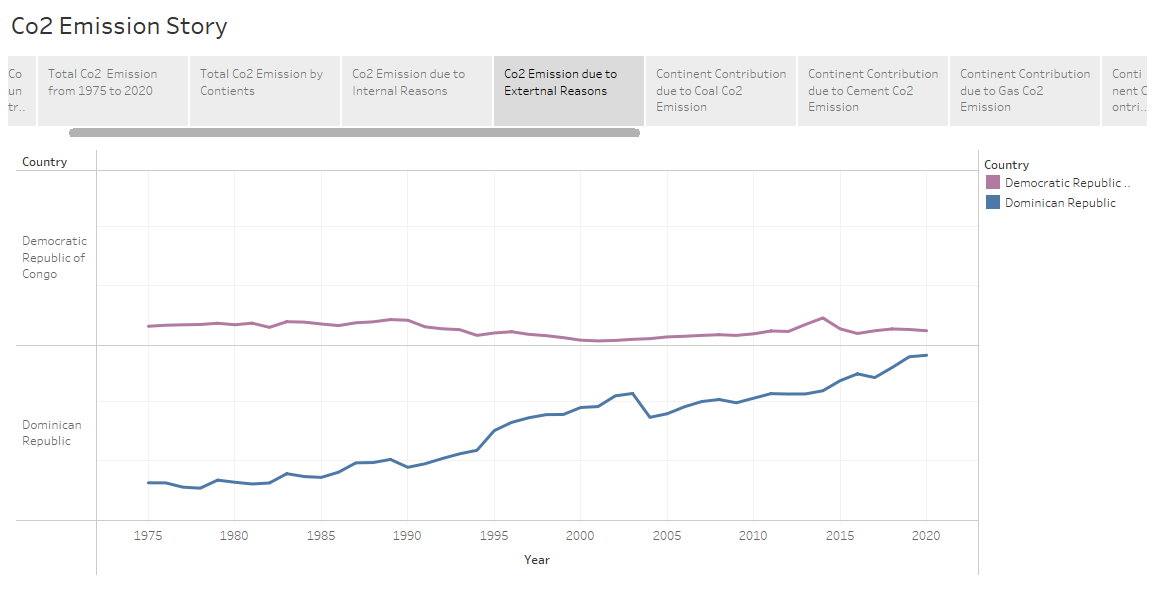 Co2 Emission Story
Co
un
tr..
Total Co2 Emission
from 1975 to 2020
Total Co2 Emission by
Contients
Co2 Emission due to
Internal Reasons
Co2 Emission due to
Extertnal Reasons
Continent Contribution
due to Coal Co2
Emission
Continent Contribution
due to Cement Co2
Emission
Continent Contribution
due to Gas Co2
Emission
Conti
nent C
ontri..
Country
Democratic
Republic of
Congo
Dominican
Republic
1975 1980 1985 1990 1995 2000 2005 2010 2015 2020
Year
Country
Democratic Republic ..
Dominican Republic